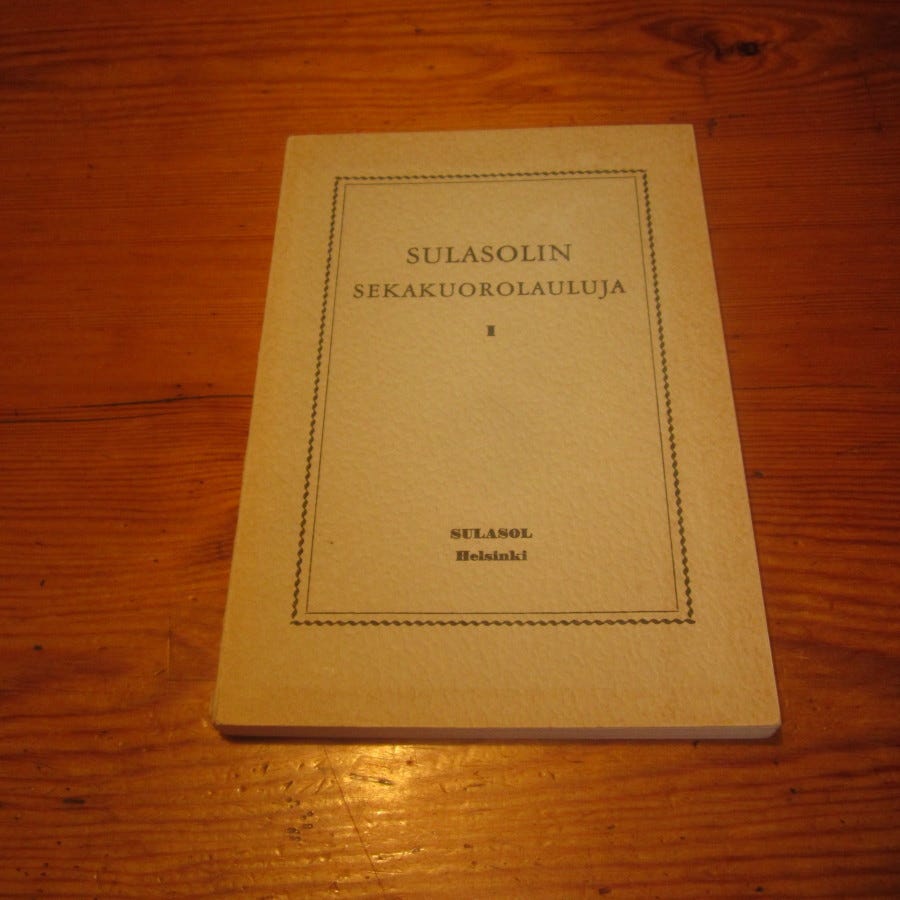 SULASOLIN
SEKAKUOROLAULUJA
I
SULASOL
Helsinki